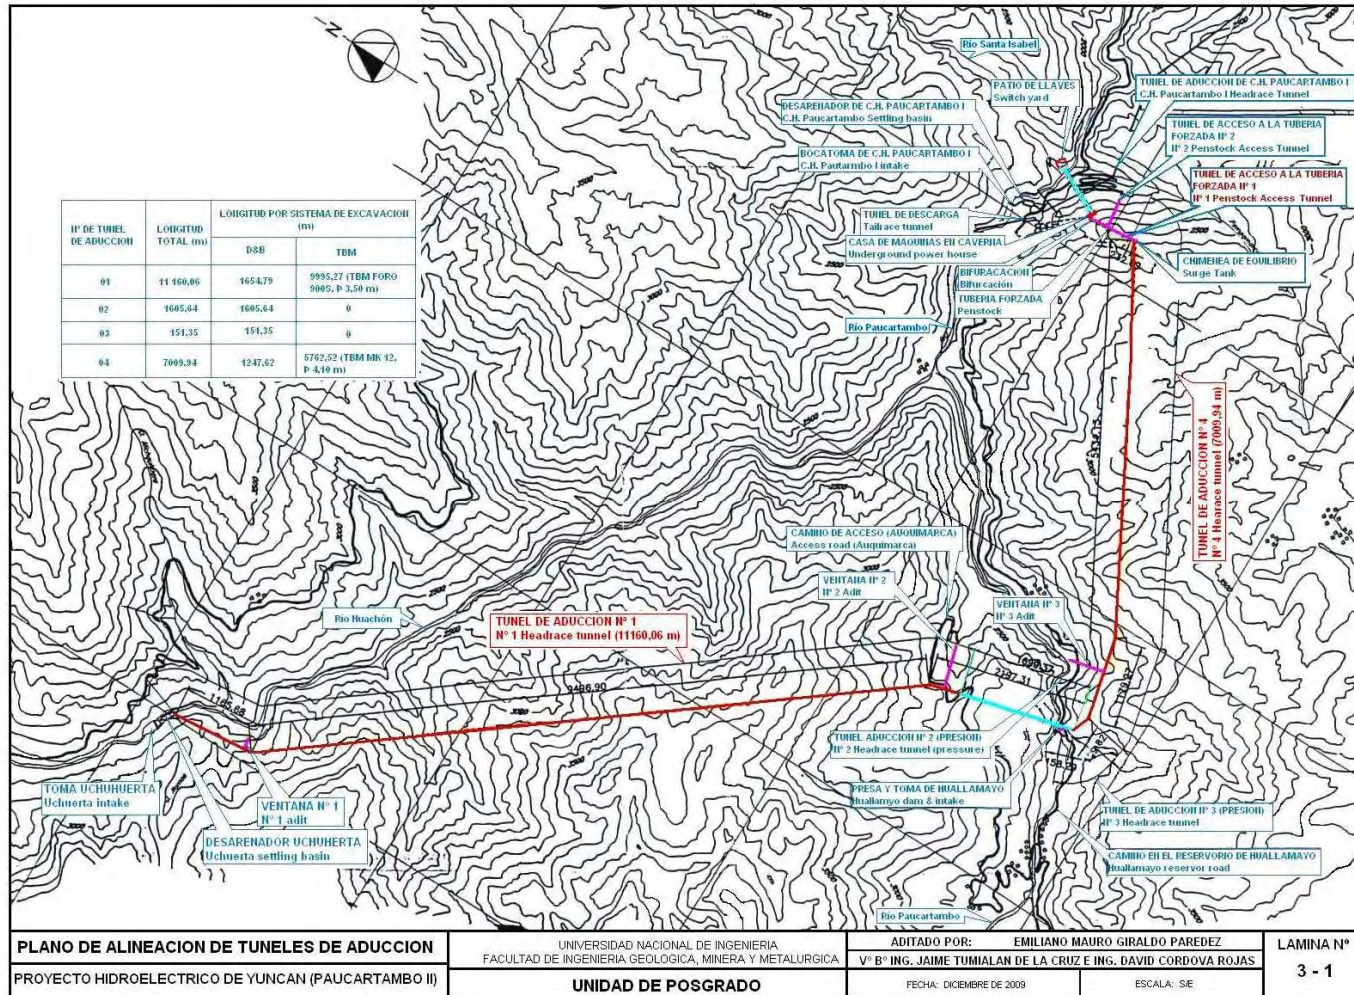 N
Rio Santa Isabel
PATIO DE LLAVES
Switch yard
TUNEL DE ADUCCION DE C.H. PAUCARTAMBO I
C.H. Paucartambo I Headrace Tunnel
DESARENADOR DE C.H. PAUCARTAMBO I
C.H. Paucartambo Settling basin
TUNEL DE ACCESO A LA TUBERIA
FORZADA Nº 2
Nº 2 Penstock Access Tunnel
BOCATOMA DE C.H. PAUCARTAMBO I
C.H. Pautarmbo I intake
TUNEL DE ACCESO A LA TUBERIA
FORZADA Nº 1
Nº 1 Penstock Access Tunnel
TUNEL DE DESCARGA
Tailrace tunnel
CASA DE MAQUINAS EN CAVERNA
Underground power house
CHIMENEA DE EQUILIBRIO
Surge Tank
BIFURACACION
Bifurcación
TUBERIA FORZADA
Penstock
Rio Paucartambo
Nº DE TUNEL DE ADUCCION
LONGITUD TOTAL (m)
LONGITUD POR SISTEMA DE EXCAVACION (m)
D&B
TBM
01
11 160,06
1654,79
9995,27 (TBM FORO 900S, Þ 3,50 m)
02
1605,64
1605,64
0
03
151,35
151,35
0
04
7009,94
1247,62
5762,52 (TBM MK 12, Þ 4,10 m)
TUNEL DE ADUCCION Nº 4
Nº 4 Hearace tunnel (7009,94 m)
CAMINO DE ACCESO (AUQUIMARCA)
Access road (Auquimarca)
VENTANA Nº 2
Nº 2 Adit
VENTANA Nº 3
Nº 3 Adit
Rio Huachón
TUNEL DE ADUCCION Nº 1
Nº 1 Headrace tunnel (11160,06 m)
9486,90
1165,68
2197,31
TUNEL ADUCCION Nº 2 (PRESION)
Nº 2 Headrace tunnel (pressure)
TOMA UCHUHUERTA
Uchuerta intake
VENTANA Nº 1
Nº 1 adit
DESARENADOR UCHUHERTA
Uchuerta settling basin
PRESA Y TOMA DE HUALLAMAYO
Huallamyo dam & intake
158,29
TUNEL DE ADUCCION Nº 3 (PRESION)
Nº 3 Headrace tunnel
CAMINO EN EL RESERVORIO DE HUALLAMAYO
Huallamayo reservor road
Rio Paucartambo
PLANO DE ALINEACION DE TUNELES DE ADUCCION
PROYECTO HIDROELECTRICO DE YUNCAN (PAUCARTAMBO II)
UNIVERSIDAD NACIONAL DE INGENIERIA
FACULTAD DE INGENIERIA GEOLOGICA, MINERA Y METALURGICA
UNIDAD DE POSGRADO
ADITADO POR: EMILIANO MAURO GIRALDO PAREDEZ
Vº Bº ING. JAIME TUMIALAN DE LA CRUZ E ING. DAVID CORDOVA ROJAS
FECHA: DICIEMBRE DE 2009
ESCALA: S/E
LAMINA Nº
3 - 1